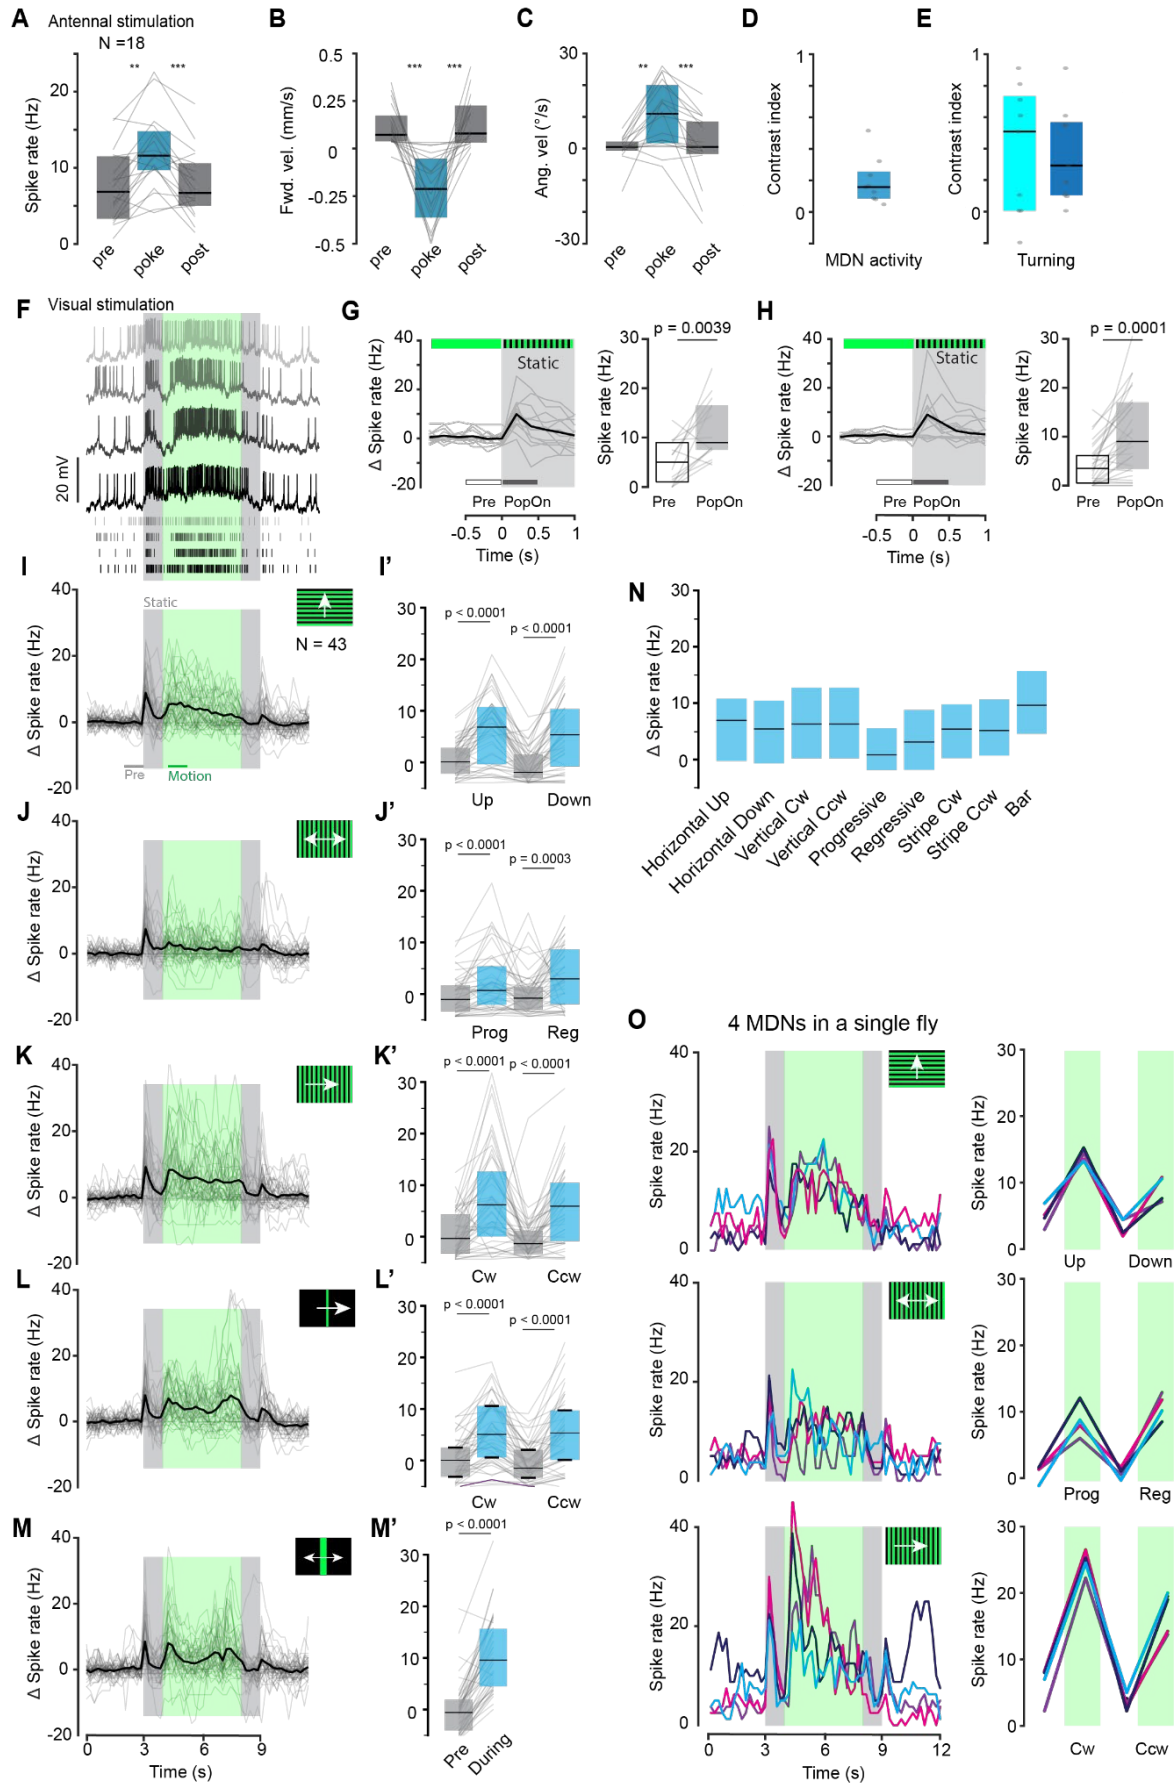 A
Antennal stimulation
N =18
Spike rate (Hz)
20
10
0
**
***
pre
poke
post
B
Fwd. vel. (mm/s)
0.5
0.25
0
-0.25
-0.5
***
***
pre
poke
post
C
Ang. vel (°/s)
30
0
-30
**
***
pre
poke
post
D
Contrast index
1
0
MDN activity
E
Contrast index
1
0
Turning
F
Visual stimulation
20 mV
G
Δ Spike rate (Hz)
40
20
0
-20
Static
Pre
PopOn
-0.5
0
1
Time (s)
p = 0.0039
Spike rate (Hz)
30
20
10
0
Pre
PopOn
H
Δ Spike rate (Hz)
40
20
0
-20
Static
Pre
PopOn
-0.5
0
1
Time (s)
p = 0.0001
Spike rate (Hz)
30
20
10
0
Pre
PopOn
I
Δ Spike rate (Hz)
40
20
0
-20
Static
N = 43
Pre
Motion
I’
30
20
10
0
p < 0.0001
p < 0.0001
Up
Down
J
Δ Spike rate (Hz)
40
20
0
-20
J’
30
20
10
0
p < 0.0001
p = 0.0003
Prog
Reg
K
Δ Spike rate (Hz)
40
20
0
-20
K’
30
20
10
0
p < 0.0001
p < 0.0001
Cw
Ccw
L
Δ Spike rate (Hz)
40
20
0
-20
L’
30
20
10
0
p < 0.0001
p < 0.0001
Cw
Ccw
M
Δ Spike rate (Hz)
40
20
0
-20
0
3
6
9
Time (s)
M’
30
20
10
0
p < 0.0001
Pre
During
N
Δ Spike rate (Hz)
30
20
10
0
Horizontal Up
Horizontal Down
Vertical Cw
Vertical Ccw
Progressive
Regressive
Stripe Cw
Stripe Ccw
Bar
O
4 MDNs in a single fly
Spike rate (Hz)
40
20
0
Spike rate (Hz)
30
20
10
0
Up
Down
Spike rate (Hz)
40
20
0
Spike rate (Hz)
30
20
10
0
Prog
Reg
Spike rate (Hz)
40
20
0
0
3
6
9
12
Time (s)
Spike rate (Hz)
30
20
10
0
Cw
Ccw